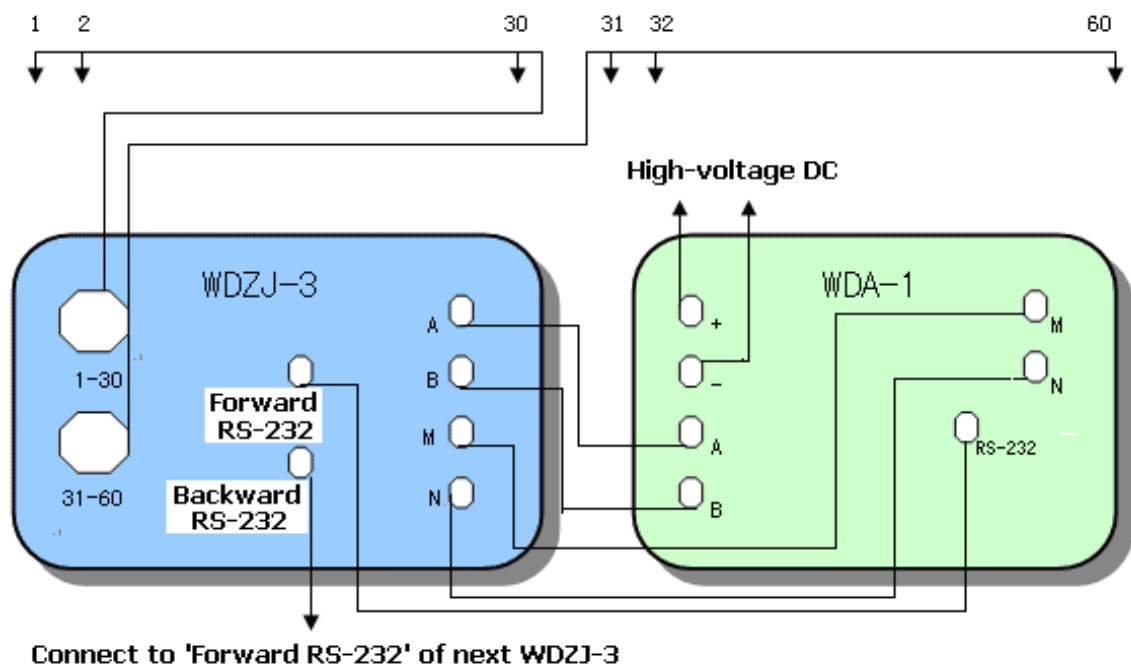 1 2 30 31 32 60
High-voltage DC
WDZJ-3
WDA-1
A
B
M
N
1-30
31-60
Forward
RS-232
Backward
RS-232
+
-
A
B
M
N
RS-232
Connect to 'Forward RS-232' of next WDZJ-3